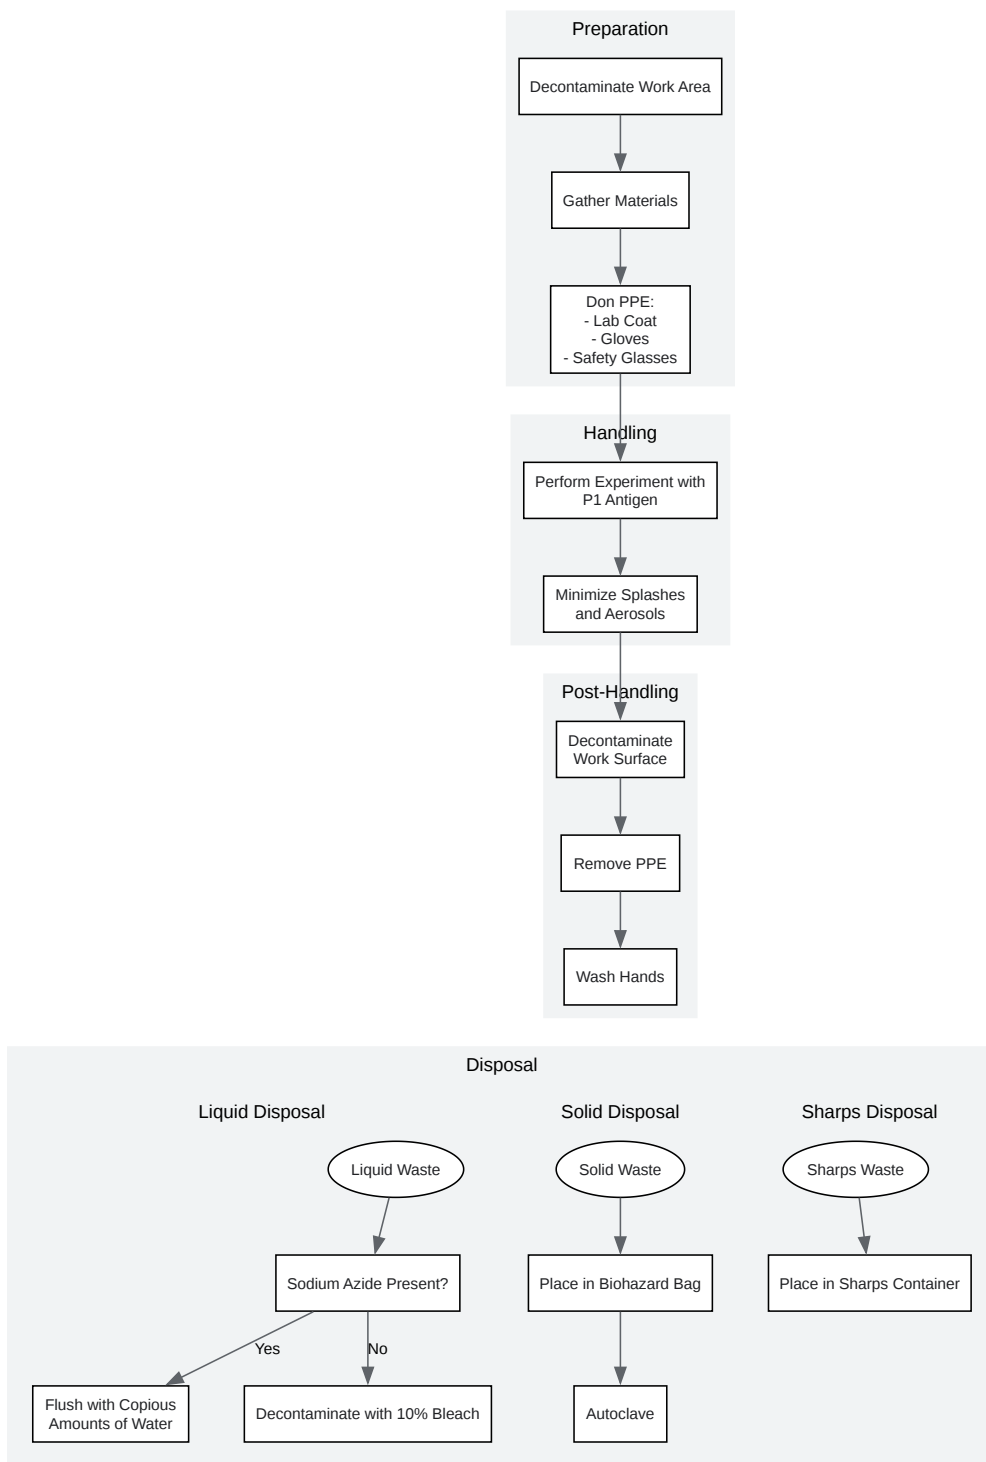 Preparation
Decontaminate Work Area
Gather Materials
Don PPE:
- Lab Coat
- Gloves
- Safety Glasses
Handling
Perform Experiment with
P1 Antigen
Minimize Splashes
and Aerosols
Post-Handling
Decontaminate
Work Surface
Remove PPE
Wash Hands
Disposal
Liquid Disposal
Solid Disposal
Sharps Disposal
Liquid Waste
Solid Waste
Sharps Waste
Sodium Azide Present?
Place in Biohazard Bag
Place in Sharps Container
Yes
No
Flush with Copious
Amounts of Water
Decontaminate with 10% Bleach
Autoclave